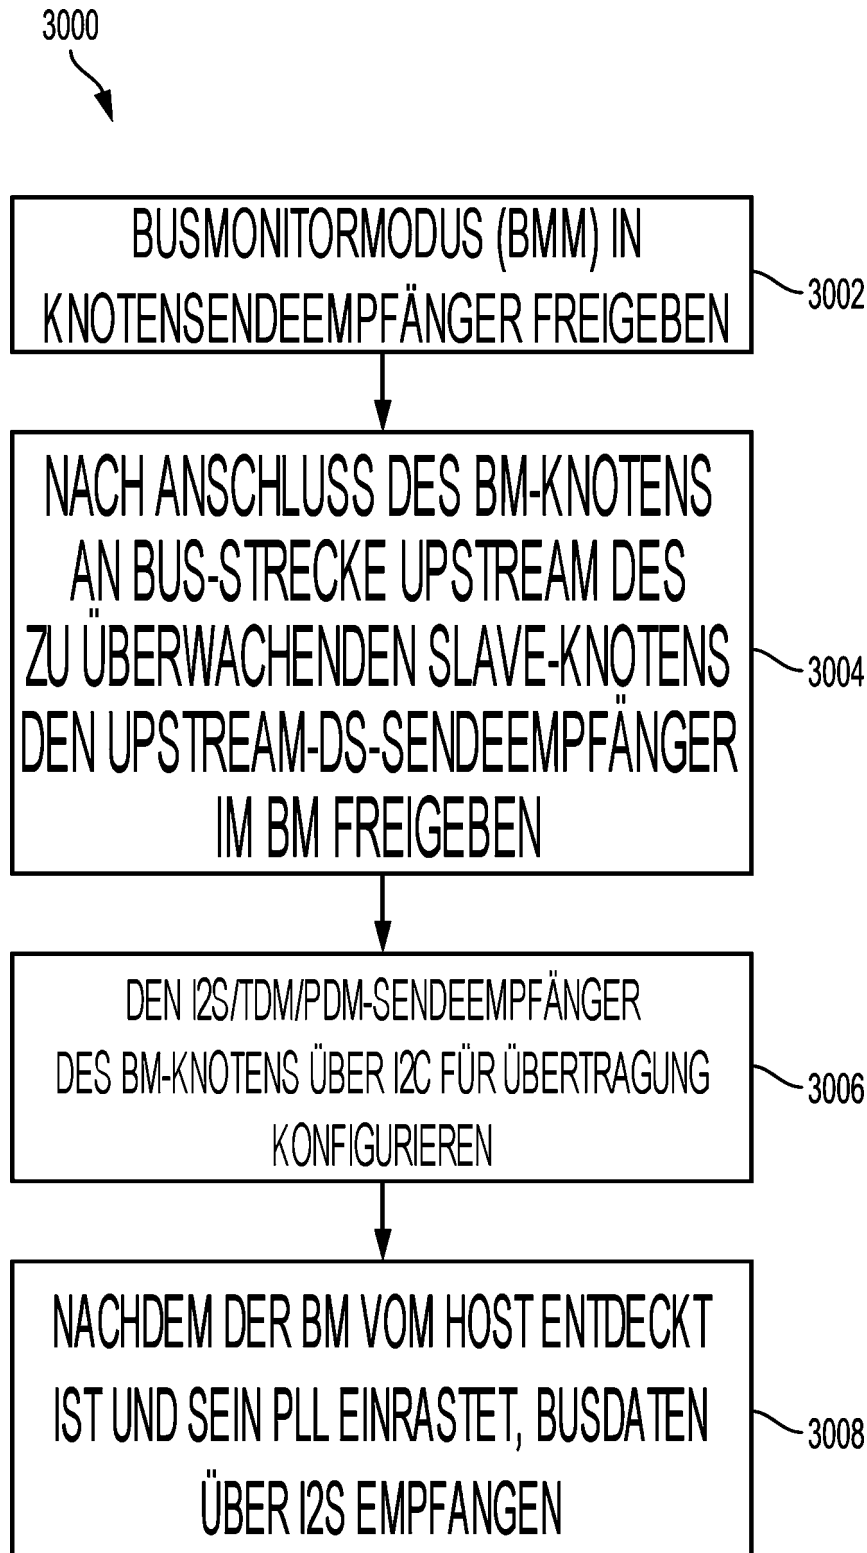 3000
BUSMONITORMODUS (BMM) IN
KNOTENSENDEEMPFÄNGER FREIGEBEN
3002
NACH ANSCHLUSS DES BM-KNOTENS
AN BUS-STRECKE UPSTREAM DES
ZU ÜBERWACHENDEN SLAVE-KNOTENS
DEN UPSTREAM-DS-SENDEEMPFÄNGER
IM BM FREIGEBEN
3004
DEN I2S/TDM/PDM-SENDEEMPFÄNGER
DES BM-KNOTENS ÜBER I2C FÜR ÜBERTRAGUNG
KONFIGURIEREN
3006
NACHDEM DER BM VOM HOST ENTDECKT
IST UND SEIN PLL EINRASTET, BUSDATEN
ÜBER I2S EMPFANGEN
3008